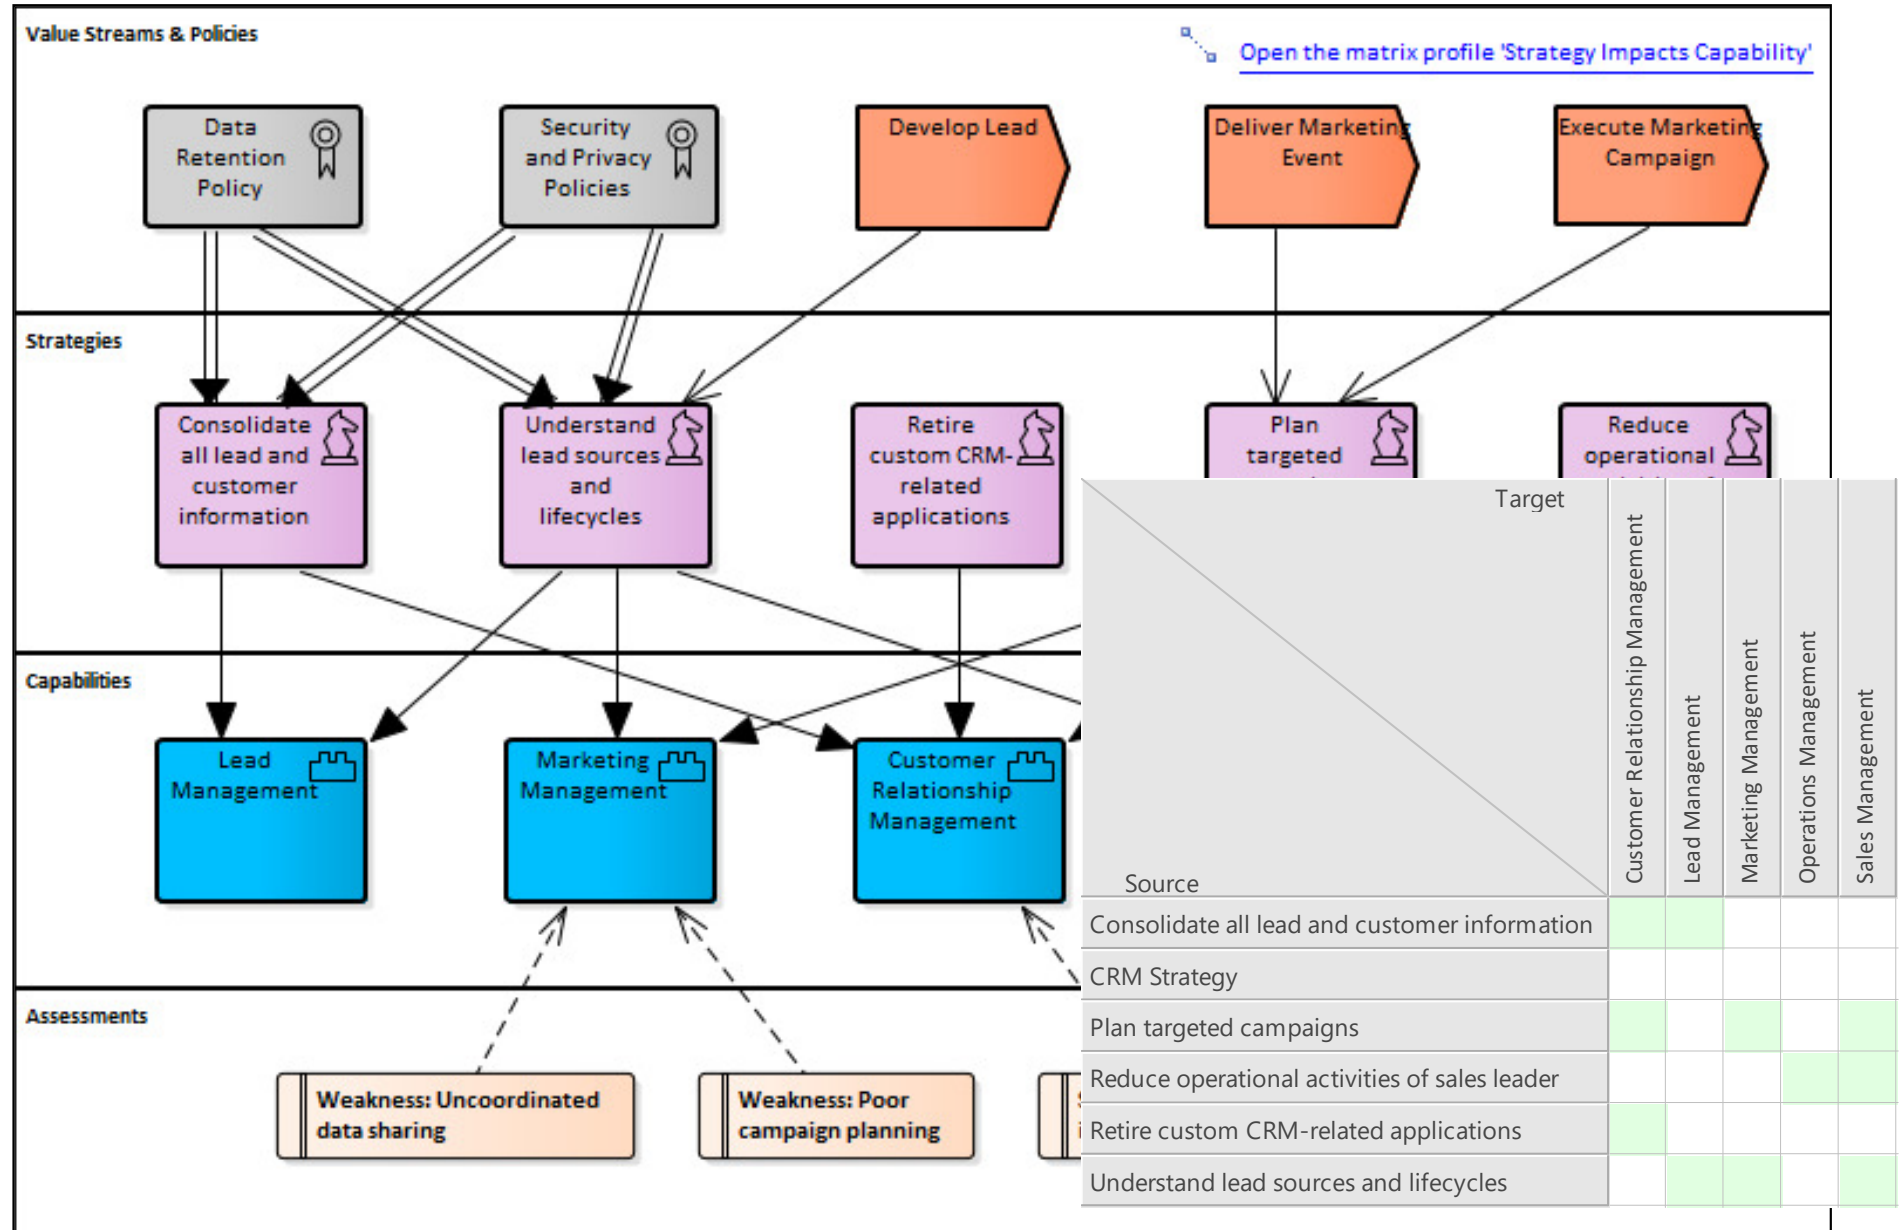 Value Streams & Policies
Open the matrix profile 'Strategy Impacts Capability'
Data
Retention
Policy
Security
and Privacy
Policies
Develop Lead
Deliver Marketing
Event
Execute Marketing
Campaign
Strategies
Consolidate
all lead and
customer
information
Understand
lead sources
and
lifecycles
Retire
custom CRM-
related
applications
Plan
targeted
Reduce
operational
Capabilities
Lead
Management
Marketing
Management
Customer
Relationship
Management
Assessments
Weakness: Uncoordinated
data sharing
Weakness: Poor
campaign planning
Target
Source
Customer Relationship Management
Lead Management
Marketing Management
Operations Management
Sales Management
Consolidate all lead and customer information
CRM Strategy
Plan targeted campaigns
Reduce operational activities of sales leader
Retire custom CRM-related applications
Understand lead sources and lifecycles